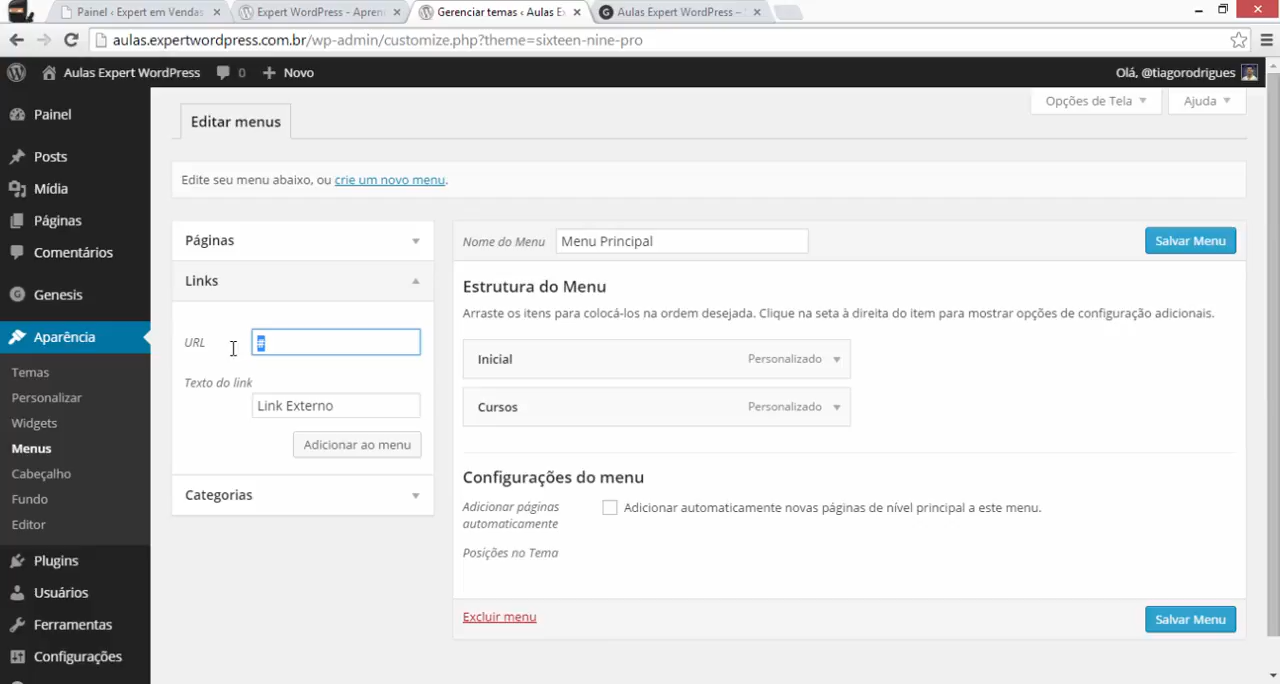 Painel ‹ Expert em Vendas
Expert WordPress - Apren
Gerenciar temas ‹ Aulas E
Aulas Expert WordPress –
aulas.expertwordpress.com.br/wp-admin/customize.php?theme=sixteen-nine-pro
Aulas Expert WordPress
0
Novo
Olá, @tiagorodrigues
Painel
Posts
Mídia
Páginas
Comentários
Genesis
Aparência
Temas
Personalizar
Widgets
Menus
Cabeçalho
Fundo
Editor
Plugins
Usuários
Ferramentas
Configurações
Opções de Tela
Ajuda
Editar menus
Edite seu menu abaixo, ou crie um novo menu.
Páginas
Links
URL
#
Texto do link
Link Externo
Adicionar ao menu
Categorias
Nome do Menu
Menu Principal
Salvar Menu
Estrutura do Menu
Arraste os itens para colocá-los na ordem desejada. Clique na seta à direita do item para mostrar opções de configuração adicionais.
Inicial
Personalizado
Cursos
Personalizado
Configurações do menu
Adicionar páginas
automaticamente
Adicionar automaticamente novas páginas de nível principal a este menu.
Posições no Tema
Excluir menu
Salvar Menu